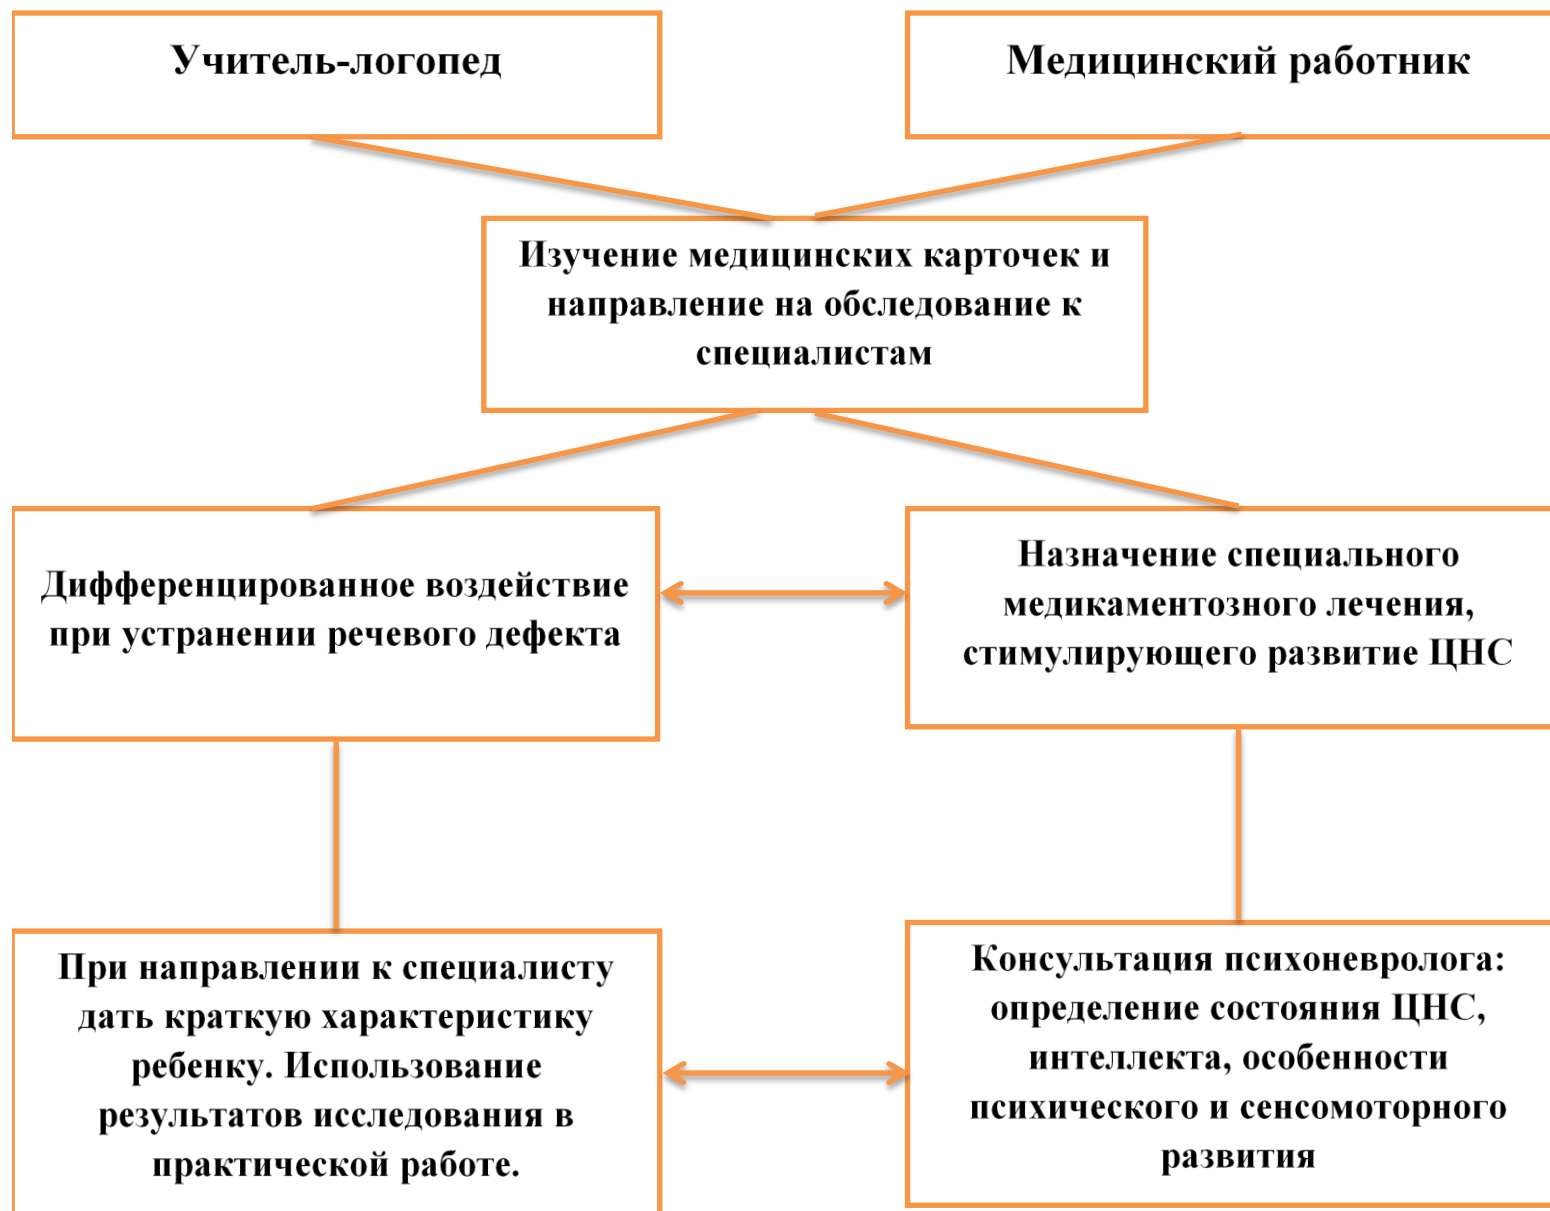 Учитель-логопед
Медицинский работник
Изучение медицинских карточек и
направление на обследование к
специалистам
Дифференцированное воздействие
при устранении речевого дефекта
Назначение специального
медикаментозного лечения,
стимулирующего развитие ЦНС
При направлении к специалисту
дать краткую характеристику
ребенку. Использование
результатов исследования в
практической работе.
Консультация психоневролога:
определение состояния ЦНС,
интеллекта, особенности
психического и сенсомоторного
развития